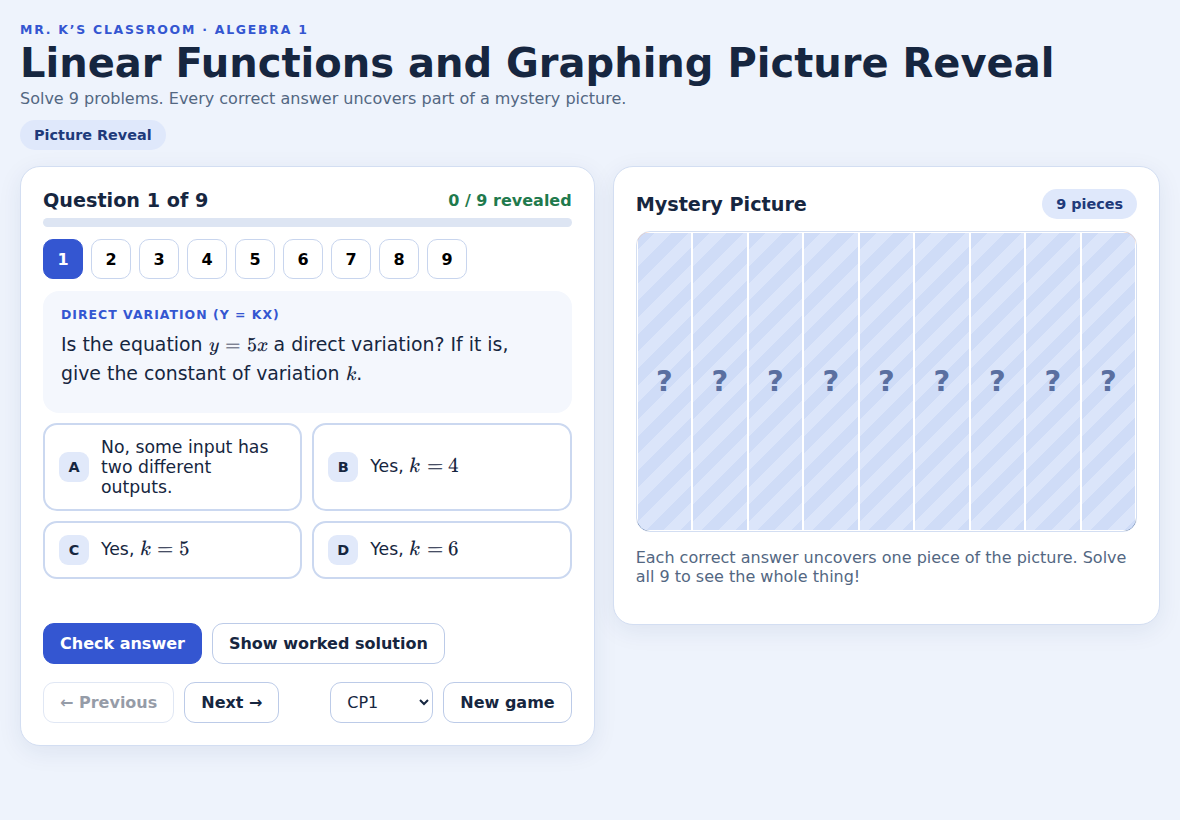 MR. K'S CLASSROOM · ALGEBRA 1
Linear Functions and Graphing Picture Reveal
Solve 9 problems. Every correct answer uncovers part of a mystery picture.
Picture Reveal
Question 1 of 9
0 / 9 revealed
1 2 3 4 5 6 7 8 9
DIRECT VARIATION (Y = KX)
Is the equation y = 5x a direct variation? If it is,
give the constant of variation k.
A
No, some input has
two different
outputs.
B Yes, k = 4
C Yes, k = 5
D Yes, k = 6
Check answer
Show worked solution
← Previous
Next →
CP1
New game
Mystery Picture
9 pieces
? ? ? ? ? ? ? ? ?
Each correct answer uncovers one piece of the picture. Solve
all 9 to see the whole thing!